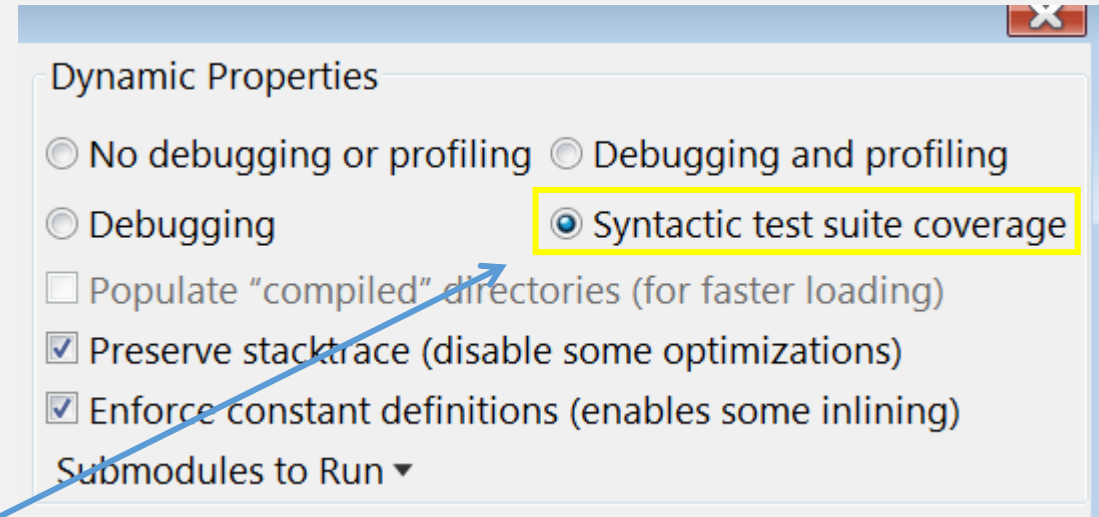 Dynamic Properties
No debugging or profiling Debugging and profiling
Debugging Syntactic test suite coverage
Populate “compiled” directories (for faster loading)
Preserve stacktrace (disable some optimizations)
Enforce constant definitions (enables some inlining)
Submodules to Run